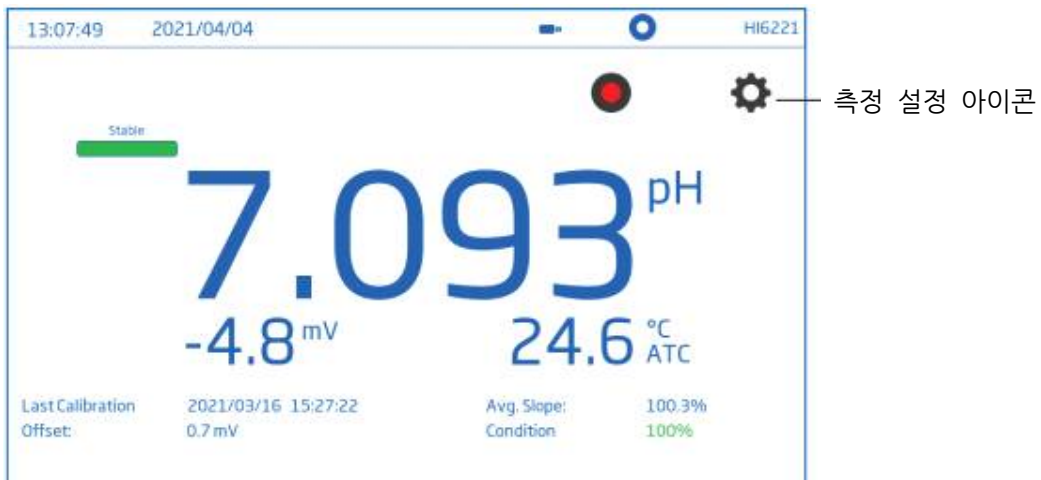 13:07:49 2021/04/04 HI6221
측정 설정 아이콘
Stable
7.093 pH
-4.8 mV 24.6 °C
ATC
Last Calibration 2021/03/16 15:27:22 Avg. Slope: 100.3%
Offset: 0.7 mV Condition 100%